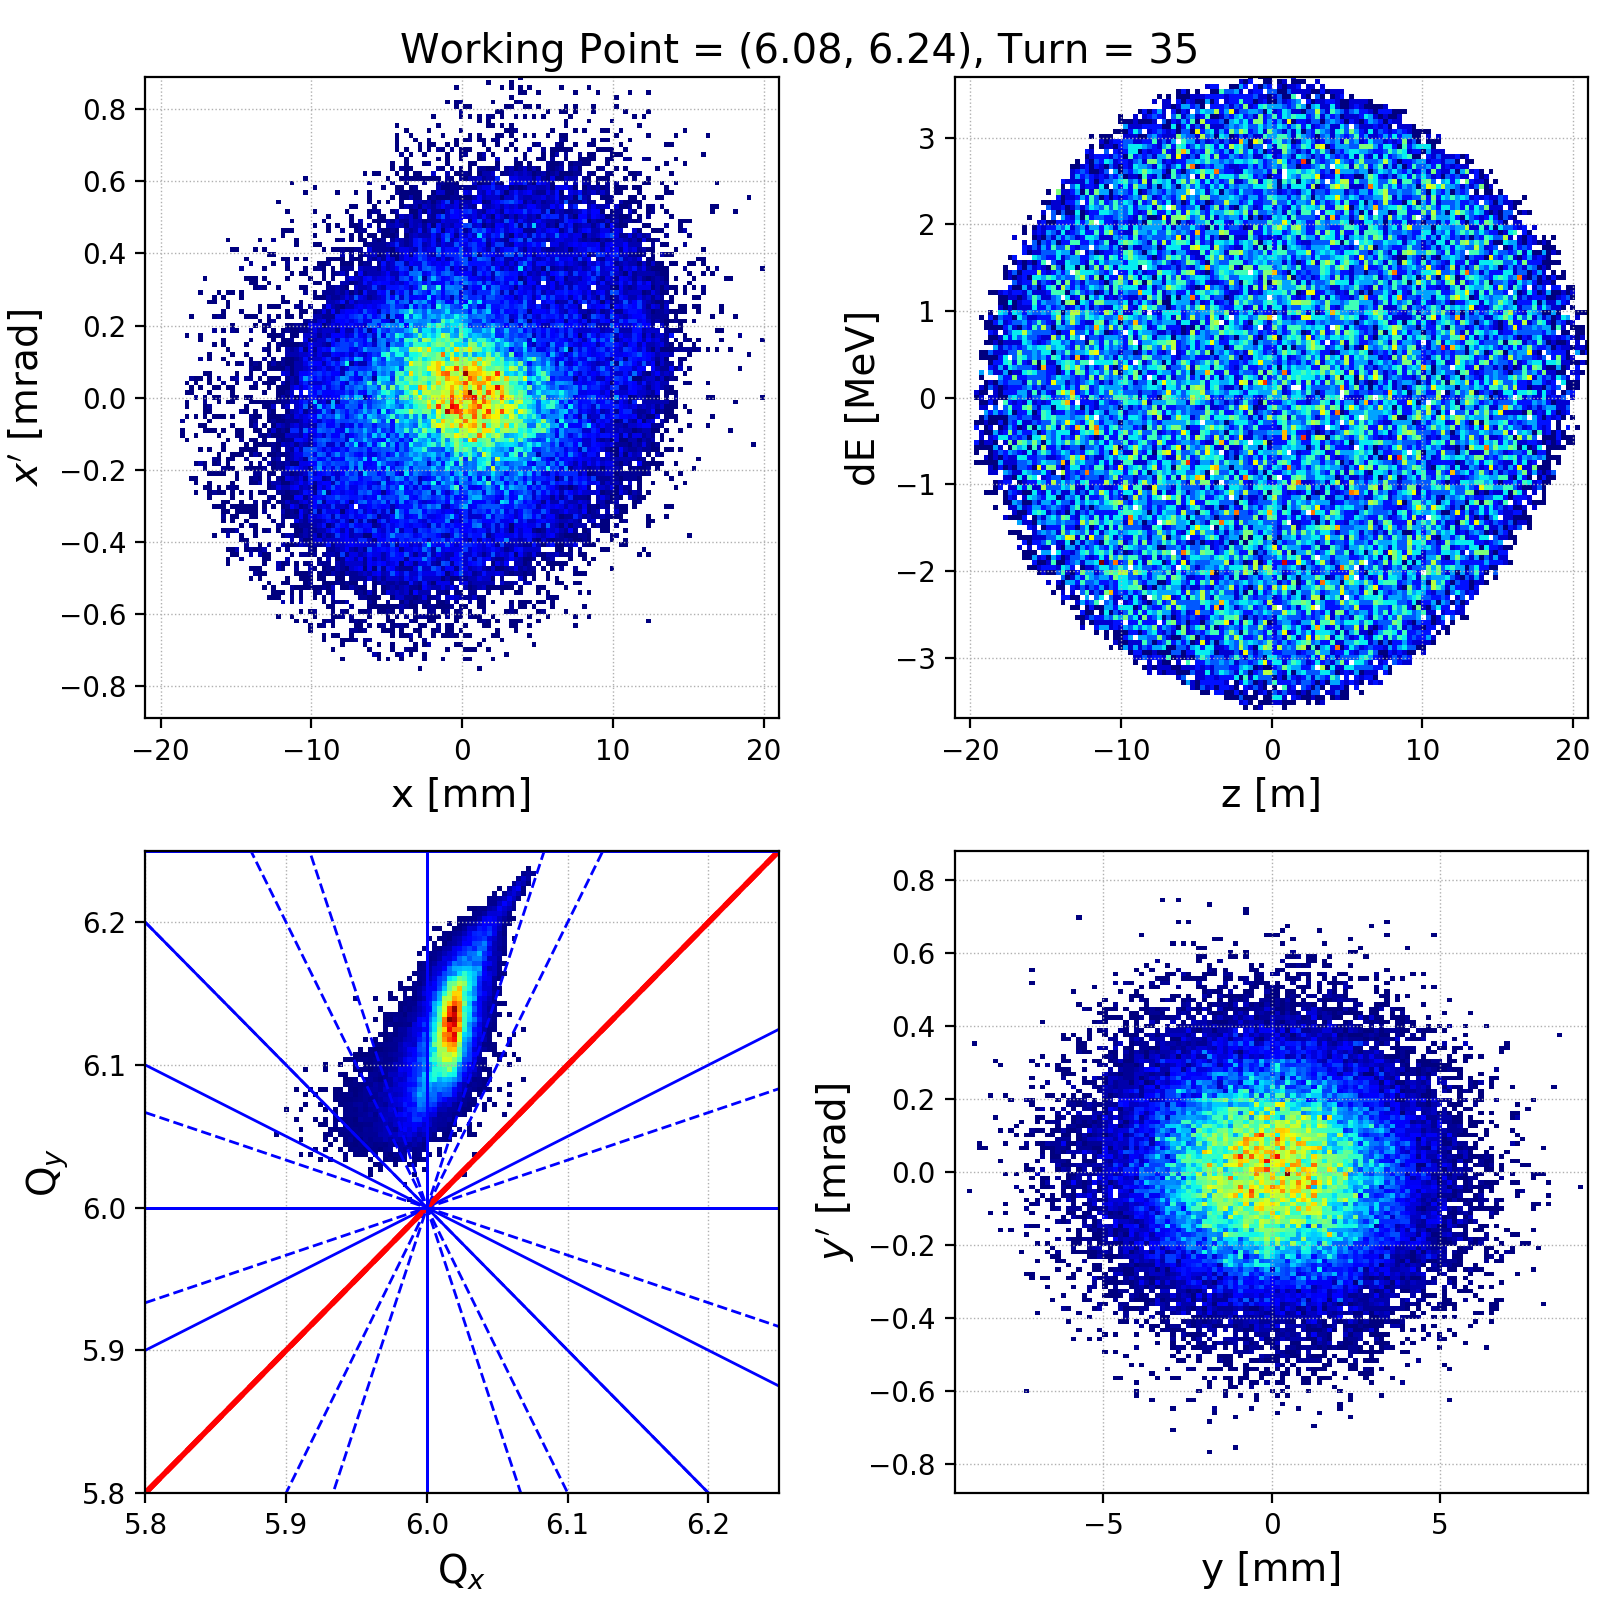 Working Point = (6.08, 6.24), Turn = 35
0.8
0.6
0.4
0.2
0.0
−0.2
−0.4
−0.6
−0.8
x′ [mrad]
−20 −10 0 10 20
x [mm]
3
2
1
0
−1
−2
−3
dE [MeV]
−20 −10 0 10 20
z [m]
6.2
6.1
6.0
5.9
5.8
Qy
5.8 5.9 6.0 6.1 6.2
Qx
0.8
0.6
0.4
0.2
0.0
−0.2
−0.4
−0.6
−0.8
y′ [mrad]
−5 0 5
y [mm]